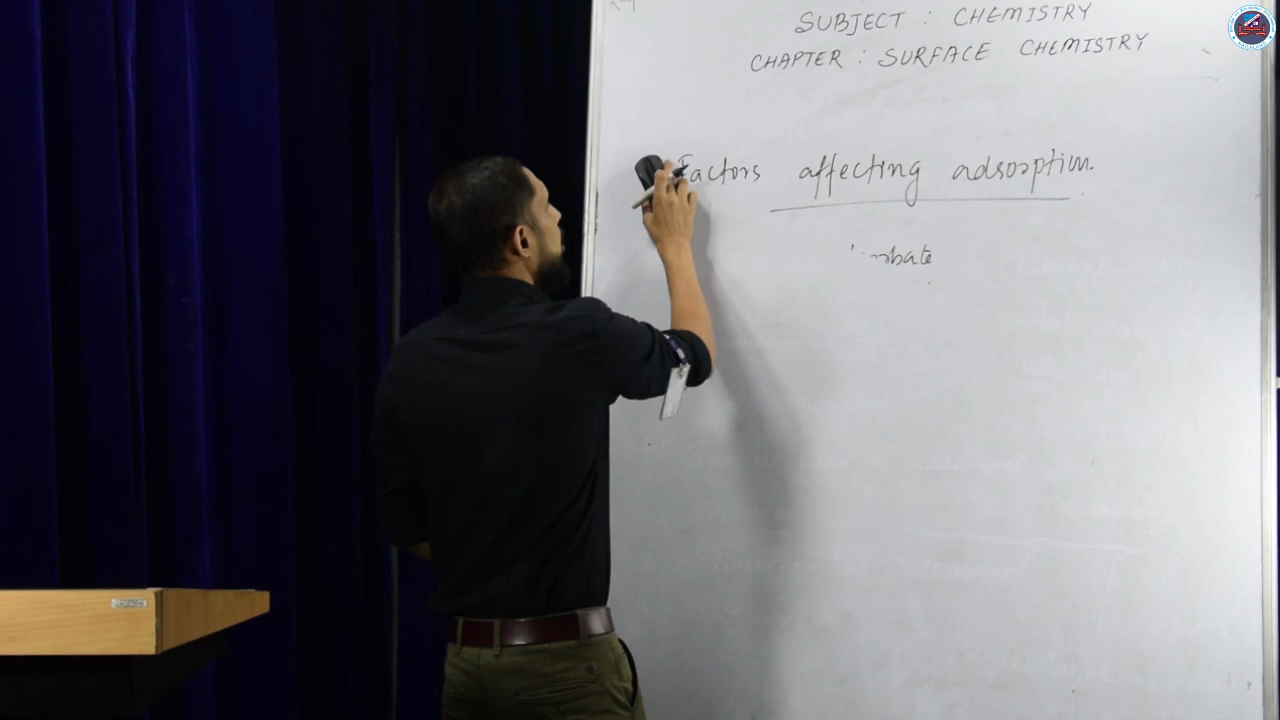 SUBJECT : CHEMISTRY
CHAPTER : SURFACE CHEMISTRY
Factors affecting adsorption.